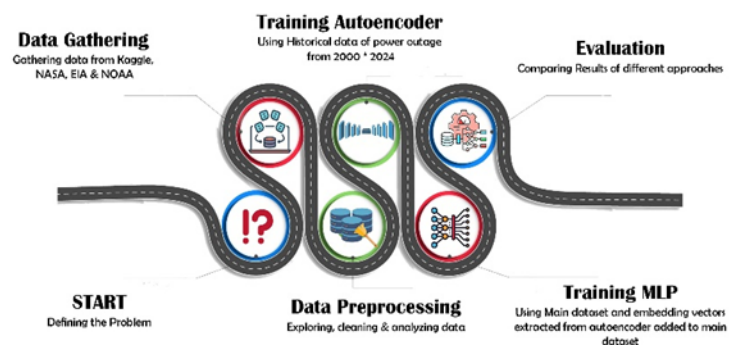 Training Autoencoder
Using Historical data of power outage
from 2000 * 2024
Data Gathering
Gathering data from Kaggle,
NASA, EIA & NOAA
Evaluation
Comparing Results of different approaches
!?
START
Defining the Problem
Data Preprocessing
Exploring, cleaning & analyzing data
Training MLP
Using Main dataset and embedding vectors
extracted from autoencoder added to main
dataset